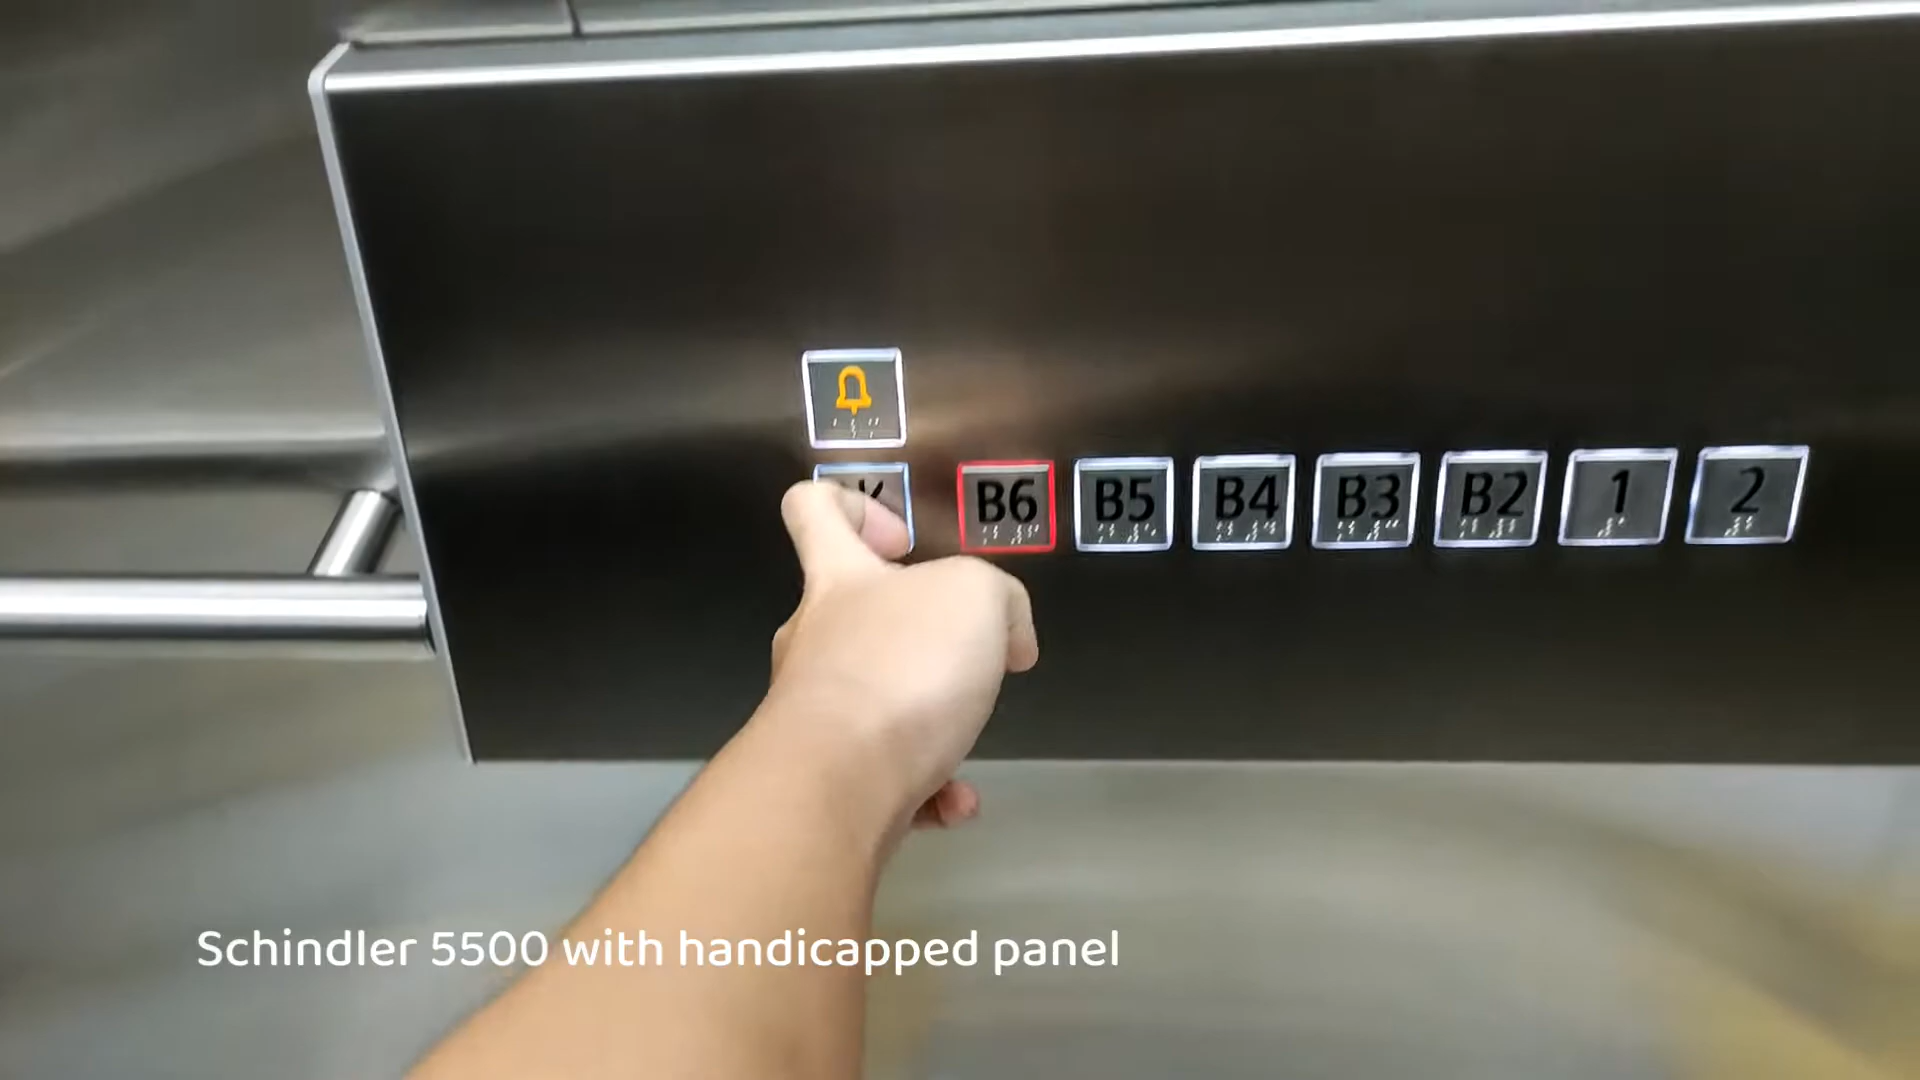 B6 B5 B4 B3 B2 1 2
Schindler 5500 with handicapped panel